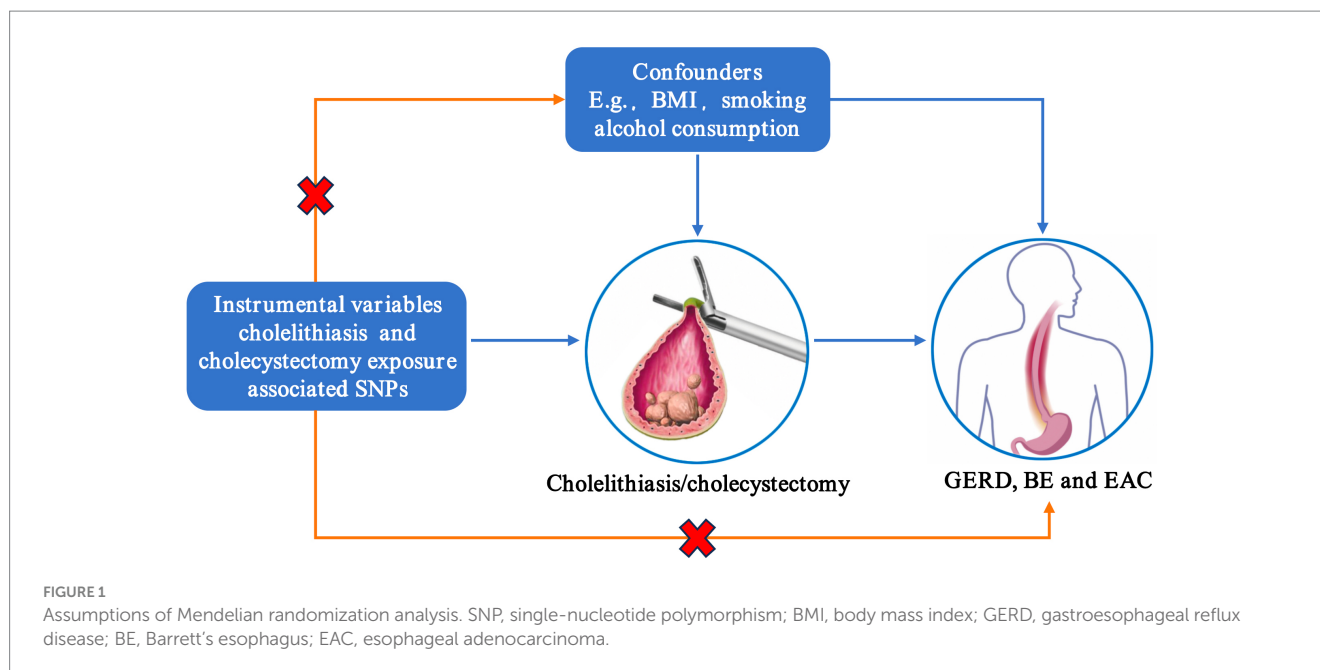 Confounders
E.g., BMI, smoking
alcohol consumption
Instrumental variables
cholelithiasis and
cholecystectomy exposure
associated SNPs
Cholelithiasis/cholecystectomy
GERD, BE and EAC
FIGURE 1
Assumptions of Mendelian randomization analysis. SNP, single-nucleotide polymorphism; BMI, body mass index; GERD, gastroesophageal reflux
disease; BE, Barrett’s esophagus; EAC, esophageal adenocarcinoma.